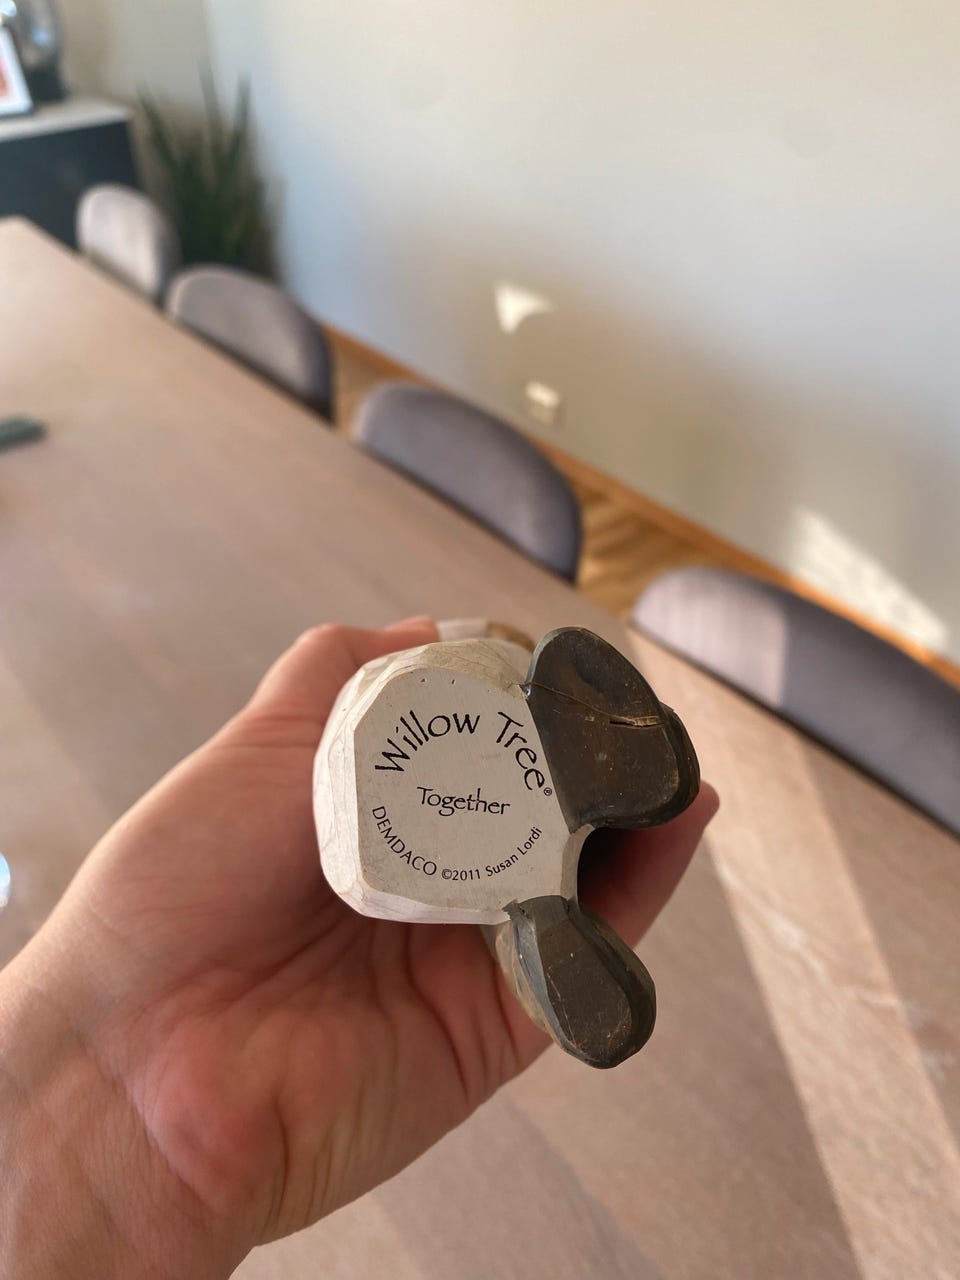 Willow Tree®
Together
DEMDACO ©2011 Susan Lordi